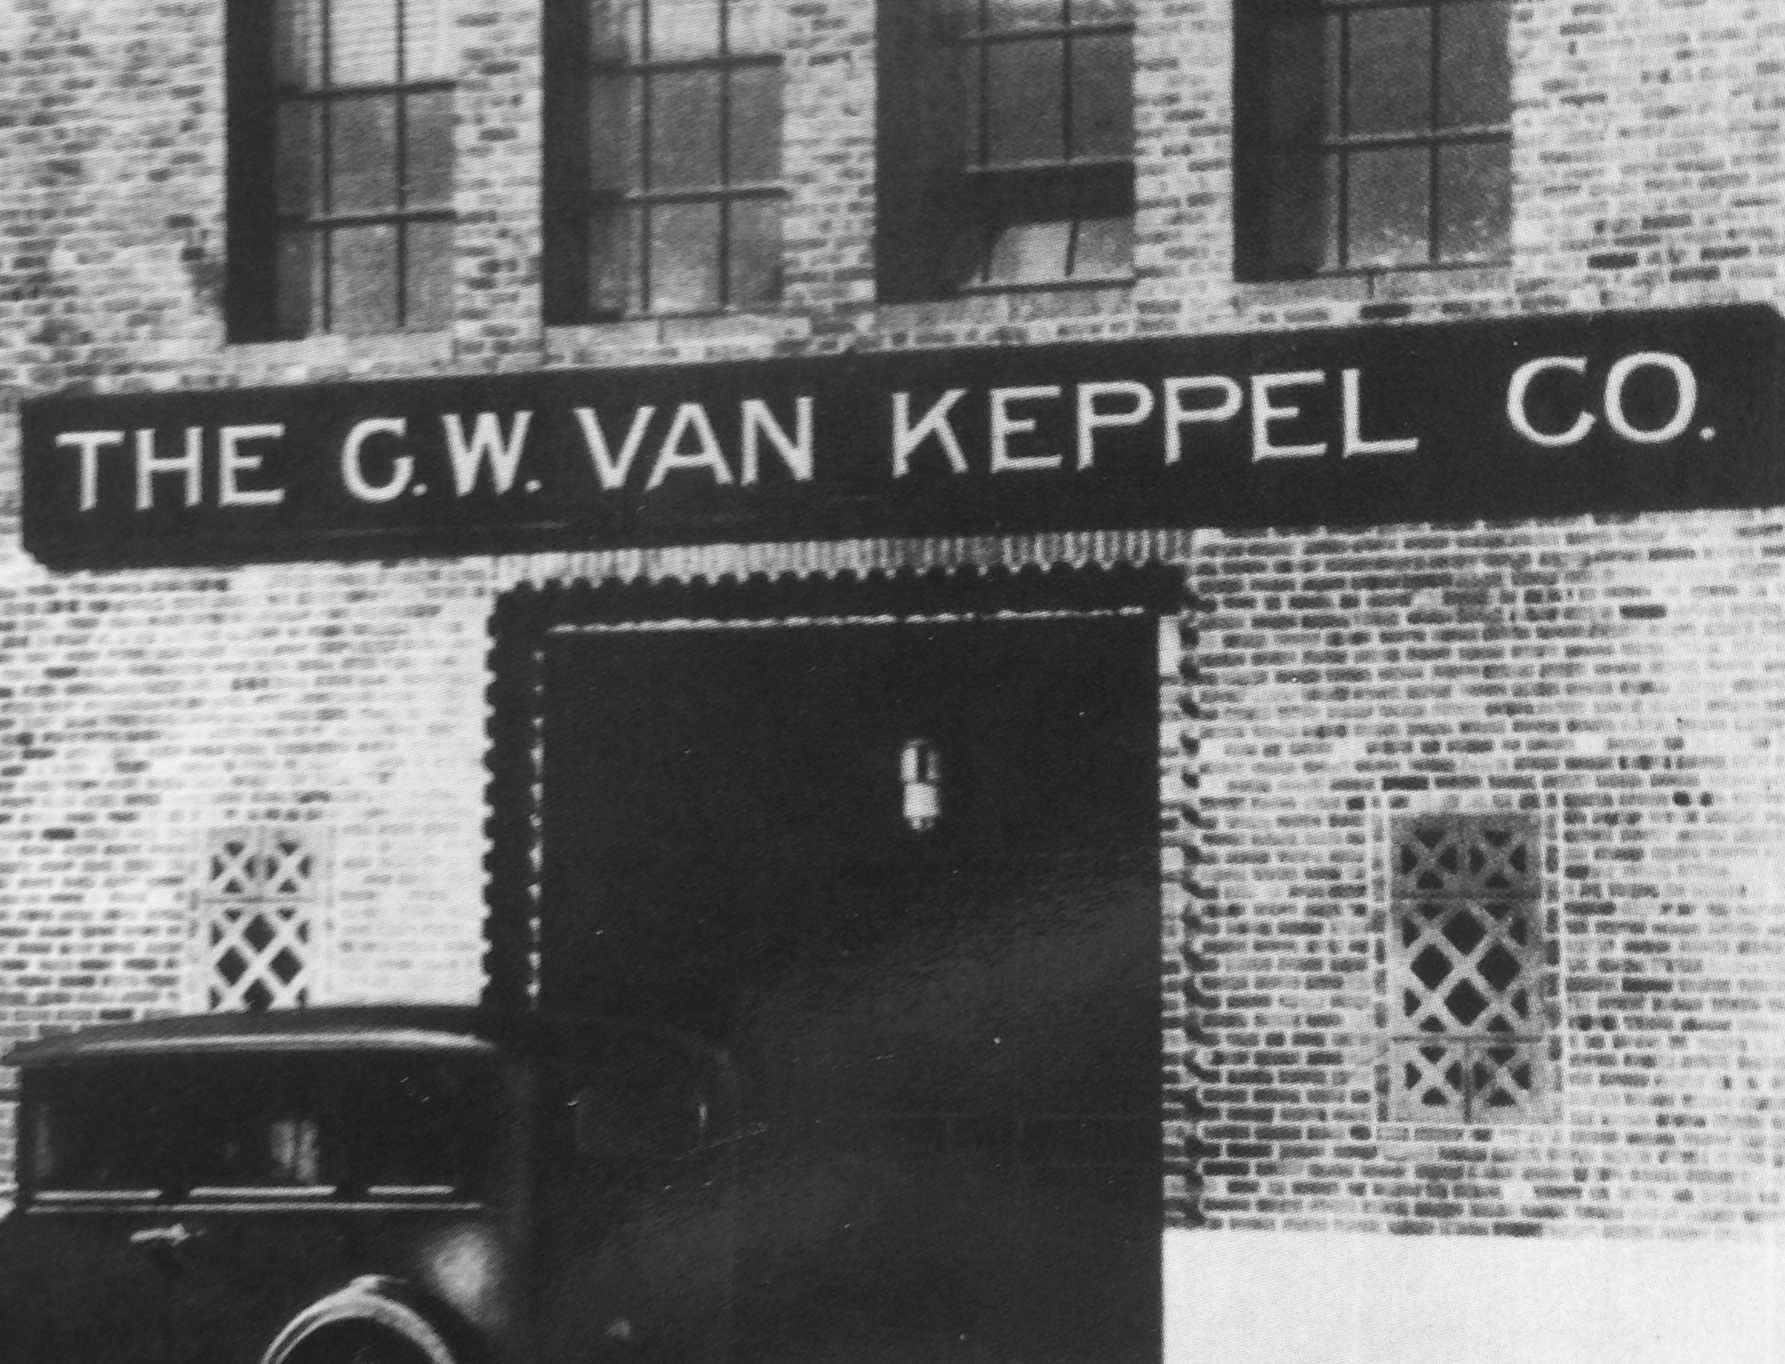 THE G.W. VAN KEPPEL CO.